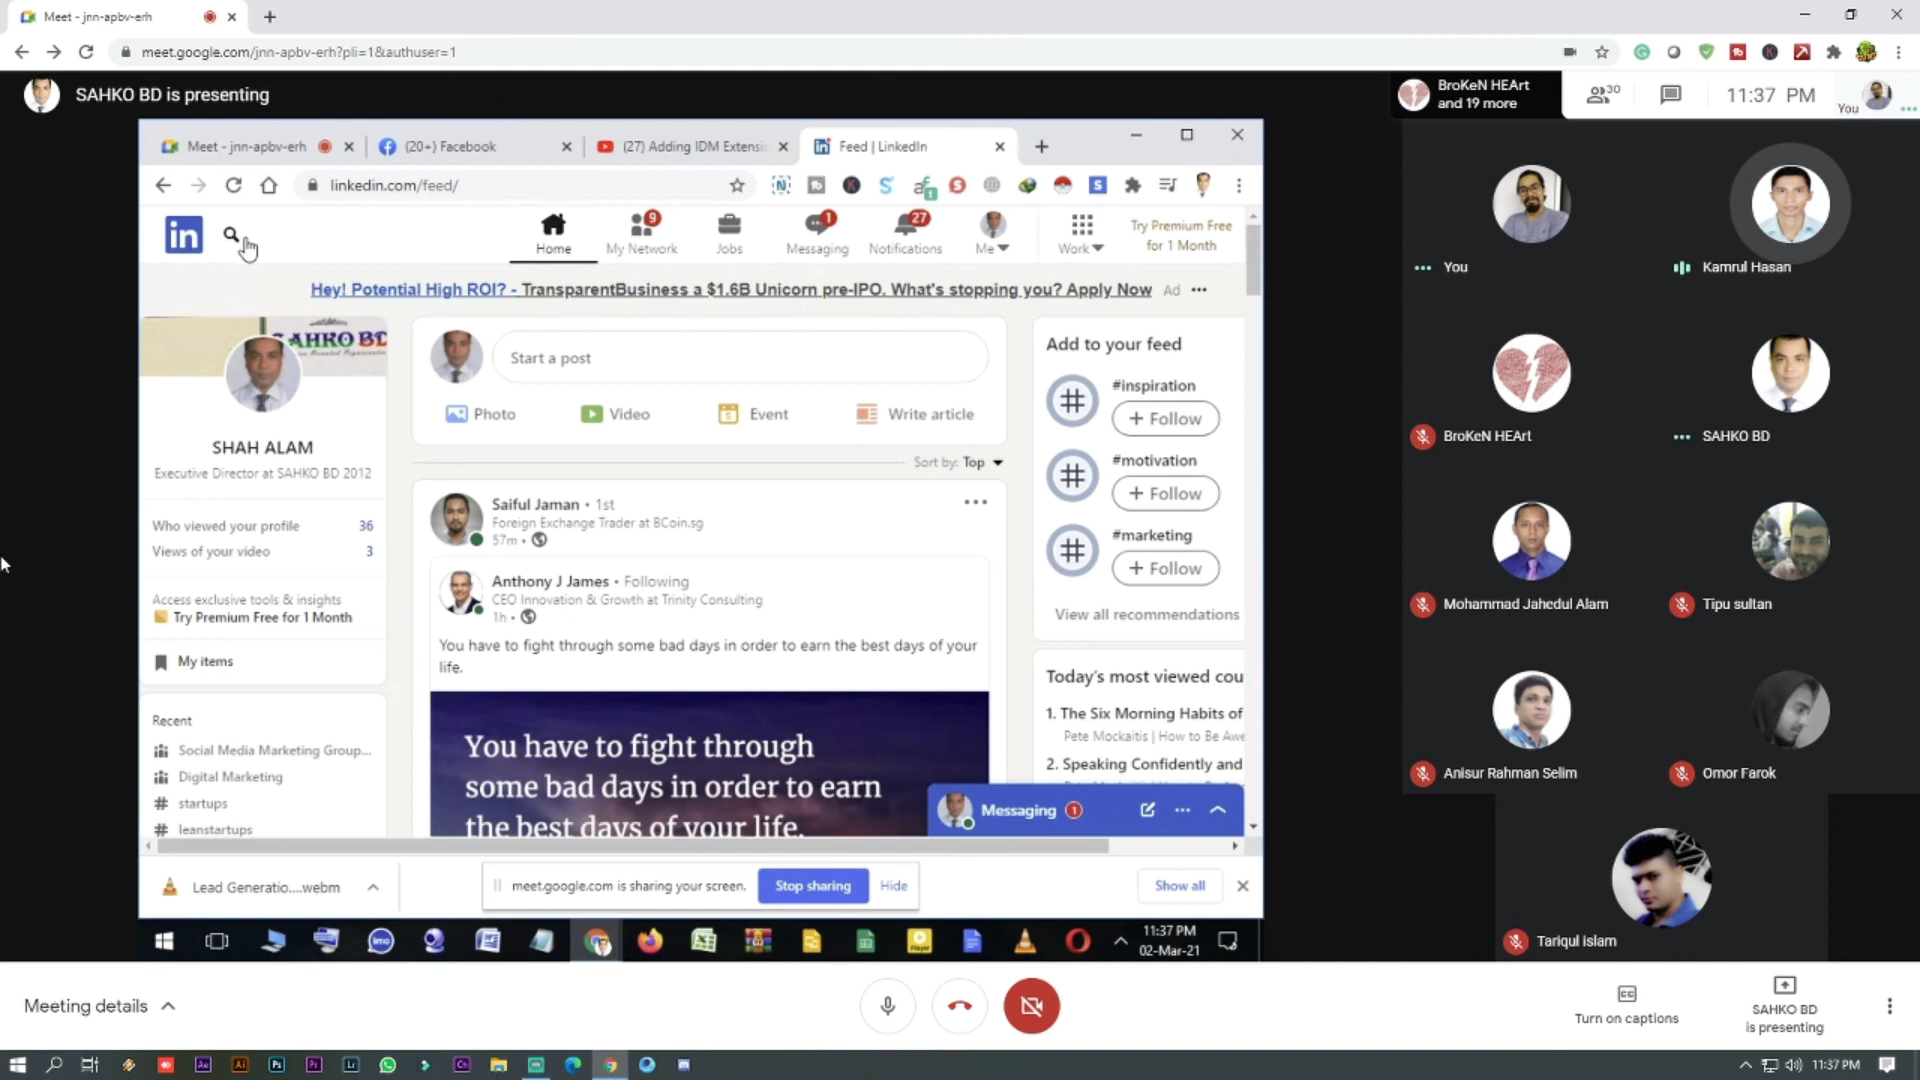 Meet - jnn-apbv-erh
meet.google.com/jnn-apbv-erh?pli=1&authuser=1
SAHKO BD is presenting
BroKeN HEArt
and 19 more
30
11:37 PM
You
Meet - jnn-apbv-erh
(20+) Facebook
(27) Adding IDM Extensi
Feed | LinkedIn
linkedin.com/feed/
in
Home
9
My Network
Jobs
1
Messaging
27
Notifications
Me
Work
Try Premium Free
for 1 Month
Hey! Potential High ROI? - TransparentBusiness a $1.6B Unicorn pre-IPO. What's stopping you? Apply Now Ad
SAHKO BD
SHAH ALAM
Executive Director at SAHKO BD 2012
Who viewed your profile 36
Views of your video 3
Access exclusive tools & insights
Try Premium Free for 1 Month
My items
Recent
Social Media Marketing Group...
Digital Marketing
# startups
# leanstartups
Start a post
Photo
Video
Event
Write article
Sort by: Top
Saiful Jaman • 1st
Foreign Exchange Trader at BCoin.sg
57m •
Anthony J James • Following
CEO Innovation & Growth at Trinity Consulting
1h •
You have to fight through some bad days in order to earn the best days of your
life.
You have to fight through
some bad days in order to earn
the best days of your life.
Add to your feed
#inspiration
+ Follow
#motivation
+ Follow
#marketing
+ Follow
View all recommendations
Today's most viewed cou
1. The Six Morning Habits of
Pete Mockaitis | How to Be Awe
2. Speaking Confidently and
Messaging 1
Lead Generatio....webm
meet.google.com is sharing your screen.
Stop sharing
Hide
Show all
11:37 PM
02-Mar-21
You
Kamrul Hasan
BroKeN HEArt
SAHKO BD
Mohammad Jahedul Alam
Tipu sultan
Anisur Rahman Selim
Omor Farok
Tariqul islam
Meeting details
Turn on captions
SAHKO BD
is presenting
11:37 PM